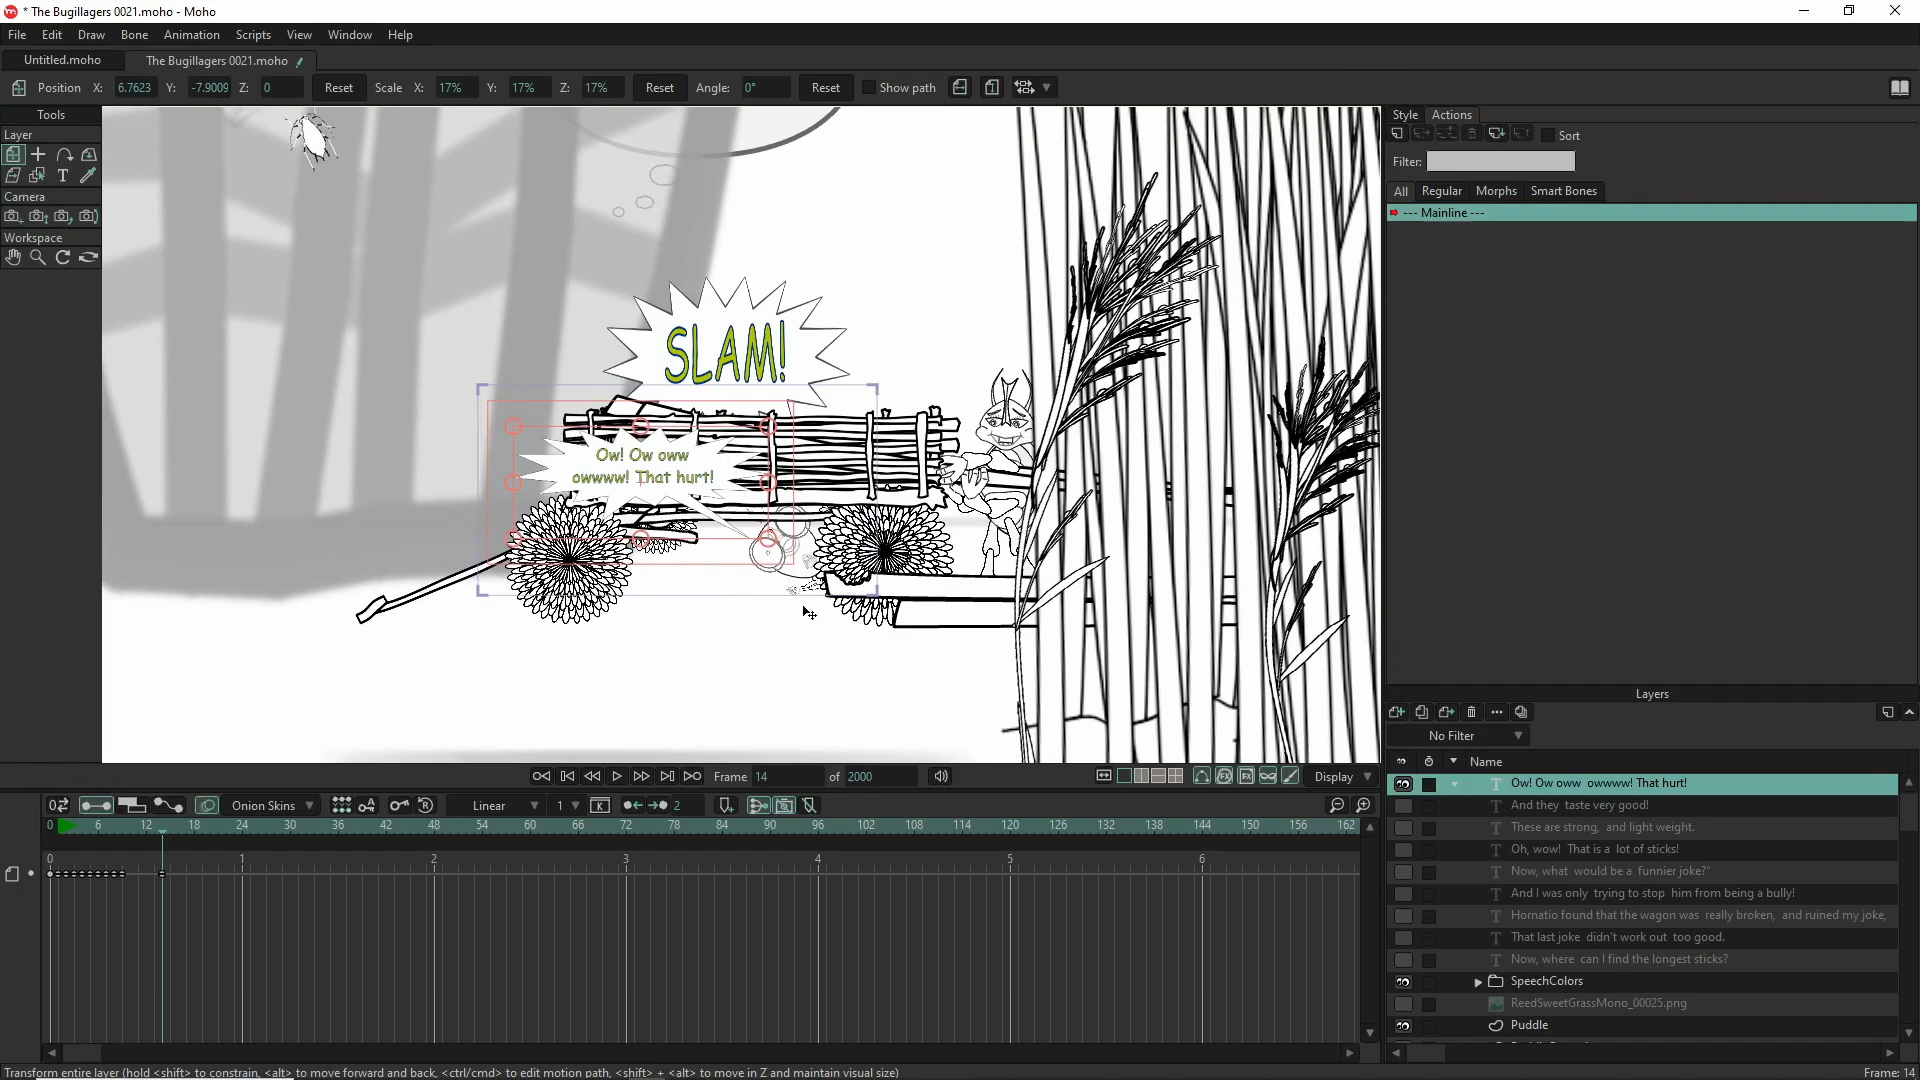 * The Bugillagers 0021.moho - Moho
File Edit Draw Bone Animation Scripts View Window Help
Untitled.moho The Bugillagers 0021.moho
Position X: 6.7623 Y: -7.9009 Z: 0 Reset Scale X: 17% Y: 17% Z: 17% Reset Angle: 0° Reset Show path
Tools
Layer
Camera
Workspace
SLAM!
Ow! Ow oww
owwww! That hurt!
Style Actions
Sort
Filter:
All Regular Morphs Smart Bones
--- Mainline ---
Layers
No Filter
Name
Ow! Ow oww owwww! That hurt!
And they taste very good!
These are strong, and light weight.
Oh, wow! That is a lot of sticks!
Now, what would be a funnier joke?"
And I was only trying to stop him from being a bully!
Hornatio found that the wagon was really broken, and ruined my joke,
That last joke didn't work out too good.
Now, where can I find the longest sticks?
SpeechColors
ReedSweetGrassMono_00025.png
Puddle
Frame 14 of 2000 Display
Onion Skins Linear 1 2
0 6 12 18 24 30 36 42 48 54 60 66 72 78 84 90 96 102 108 114 120 126 132 138 144 150 156 162
0 1 2 3 4 5 6
Transform entire layer (hold <shift> to constrain, <alt> to move forward and back, <ctrl/cmd> to edit motion path, <shift> + <alt> to move in Z and maintain visual size)
Frame: 14